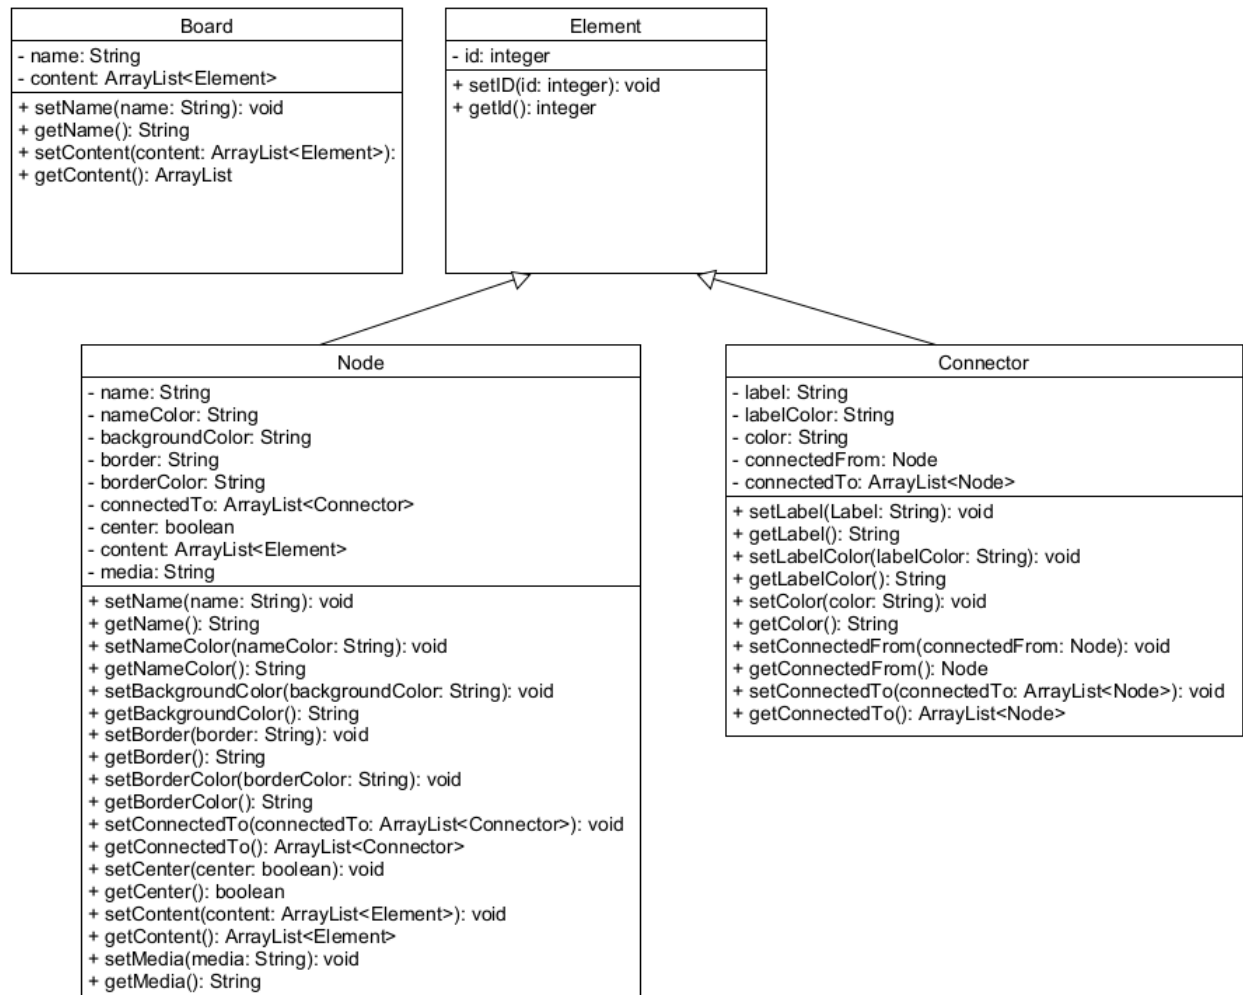 Board
- name: String
- content: ArrayList<Element>
+ setName(name: String): void
+ getName(): String
+ setContent(content: ArrayList<Element>):
+ getContent(): ArrayList
Element
- id: integer
+ setID(id: integer): void
+ getId(): integer
Node
- name: String
- nameColor: String
- backgroundColor: String
- border: String
- borderColor: String
- connectedTo: ArrayList<Connector>
- center: boolean
- content: ArrayList<Element>
- media: String
+ setName(name: String): void
+ getName(): String
+ setNameColor(nameColor: String): void
+ getNameColor(): String
+ setBackgroundColor(backgroundColor: String): void
+ getBackgroundColor(): String
+ setBorder(border: String): void
+ getBorder(): String
+ setBorderColor(borderColor: String): void
+ getBorderColor(): String
+ setConnectedTo(connectedTo: ArrayList<Connector>): void
+ getConnectedTo(): ArrayList<Connector>
+ setCenter(center: boolean): void
+ getCenter(): boolean
+ setContent(content: ArrayList<Element>): void
+ getContent(): ArrayList<Element>
+ setMedia(media: String): void
+ getMedia(): String
Connector
- label: String
- labelColor: String
- color: String
- connectedFrom: Node
- connectedTo: ArrayList<Node>
+ setLabel(Label: String): void
+ getLabel(): String
+ setLabelColor(labelColor: String): void
+ getLabelColor(): String
+ setColor(color: String): void
+ getColor(): String
+ setConnectedFrom(connectedFrom: Node): void
+ getConnectedFrom(): Node
+ setConnectedTo(connectedTo: ArrayList<Node>): void
+ getConnectedTo(): ArrayList<Node>